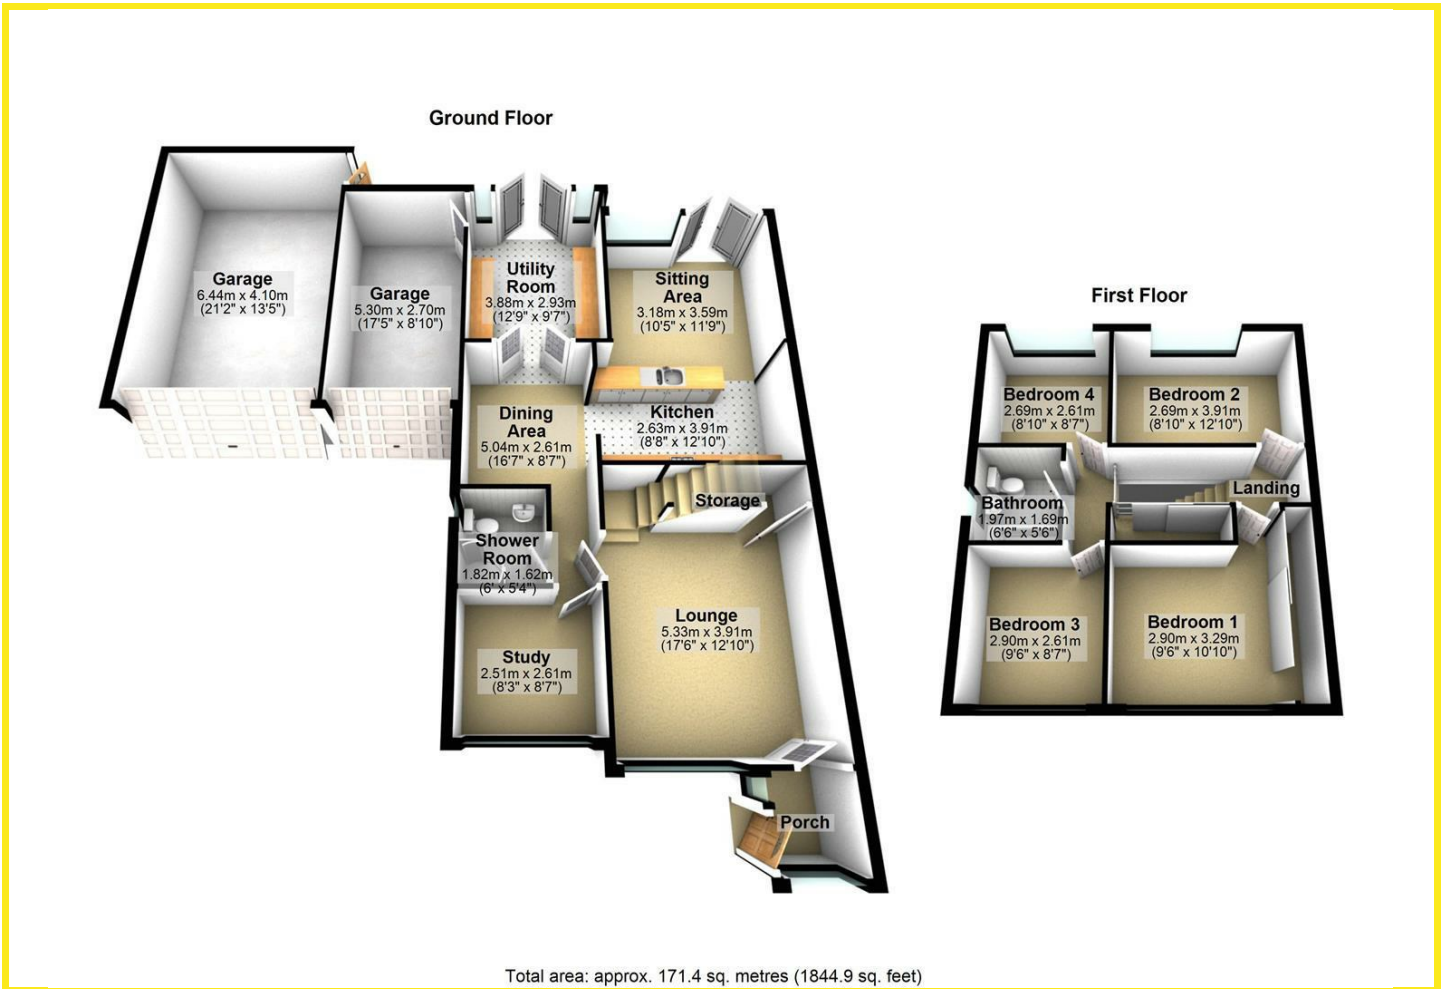 Ground Floor
Garage
6.44m x 4.10m
(21'2" x 13'5")
Garage
5.30m x 2.70m
(17'5" x 8'10")
Utility
Room
3.88m x 2.93m
(12'9" x 9'7")
Sitting
Area
3.18m x 3.59m
(10'5" x 11'9")
Dining
Area
5.04m x 2.61m
(16'7" x 8'7")
Kitchen
2.63m x 3.91m
(8'8" x 12'10")
Storage
Shower
Room
1.82m x 1.62m
(6' x 5'4")
Lounge
5.33m x 3.91m
(17'6" x 12'10")
Study
2.51m x 2.61m
(8'3" x 8'7")
Porch
First Floor
Bedroom 4
2.69m x 2.61m
(8'10" x 8'7")
Bedroom 2
2.69m x 3.91m
(8'10" x 12'10")
Bathroom
1.97m x 1.69m
(6'6" x 5'6")
Landing
Bedroom 3
2.90m x 2.61m
(9'6" x 8'7")
Bedroom 1
2.90m x 3.29m
(9'6" x 10'10")
Total area: approx. 171.4 sq. metres (1844.9 sq. feet)